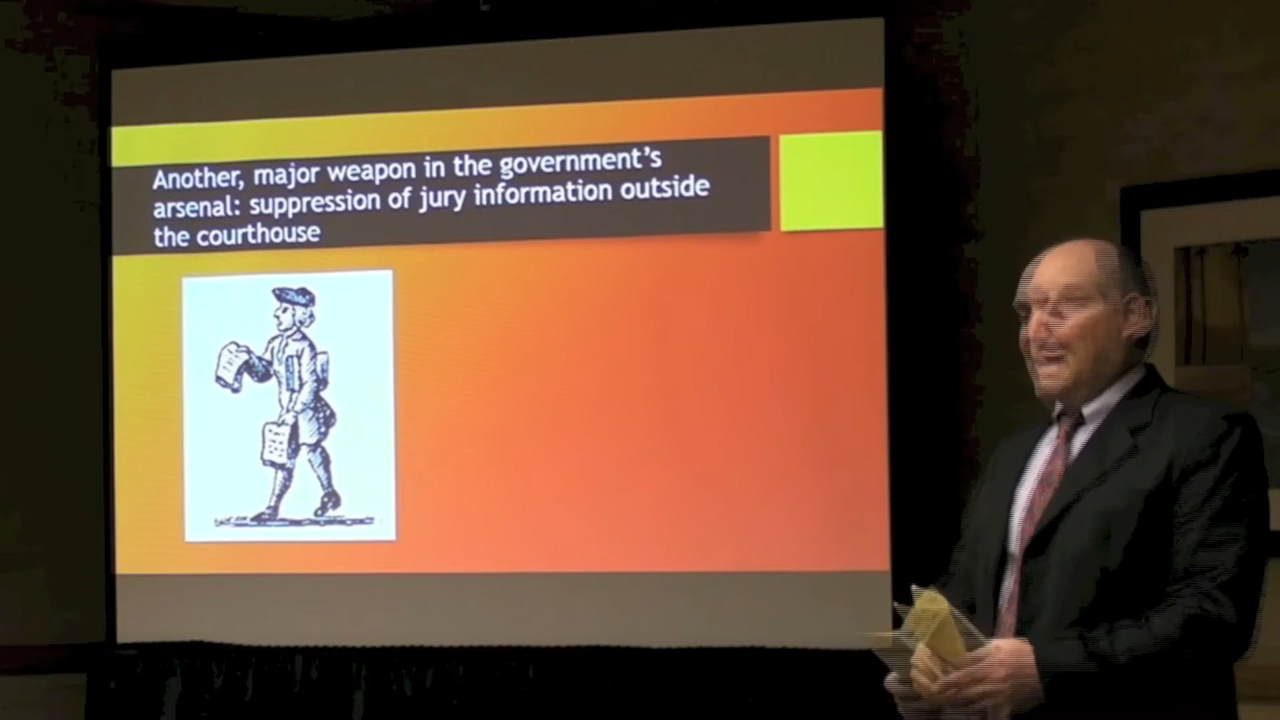 Another, major weapon in the government's
arsenal: suppression of jury information outside
the courthouse